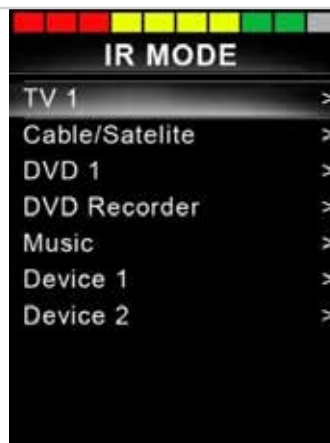 IR MODE
TV 1 >
Cable/Satelite >
DVD 1 >
DVD Recorder >
Music >
Device 1 >
Device 2 >